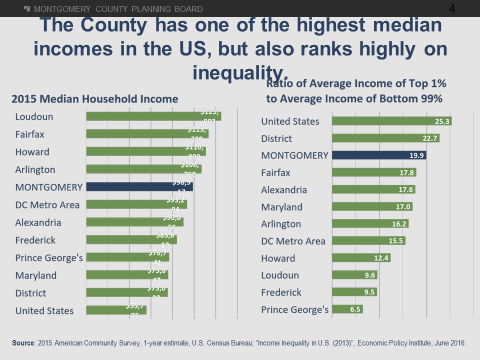 MONTGOMERY COUNTY PLANNING BOARD
4
The County has one of the highest median
incomes in the US, but also ranks highly on
inequality.
2015 Median Household Income
Loudoun
Fairfax
Howard
Arlington
MONTGOMERY
DC Metro Area
Alexandria
Frederick
Prince George's
Maryland
District
United States
Ratio of Average Income of Top 1%
to Average Income of Bottom 99%
United States 25.3
District 22.7
MONTGOMERY 19.9
Fairfax 17.8
Alexandria 17.6
Maryland 17.0
Arlington 16.2
DC Metro Area 15.5
Howard 12.4
Loudoun 9.6
Frederick 9.5
Prince George's 6.5
Source: 2015 American Community Survey, 1-year estimate, U.S. Census Bureau; "Income Inequality in U.S. (2013)", Economic Policy Institute, June 2016.